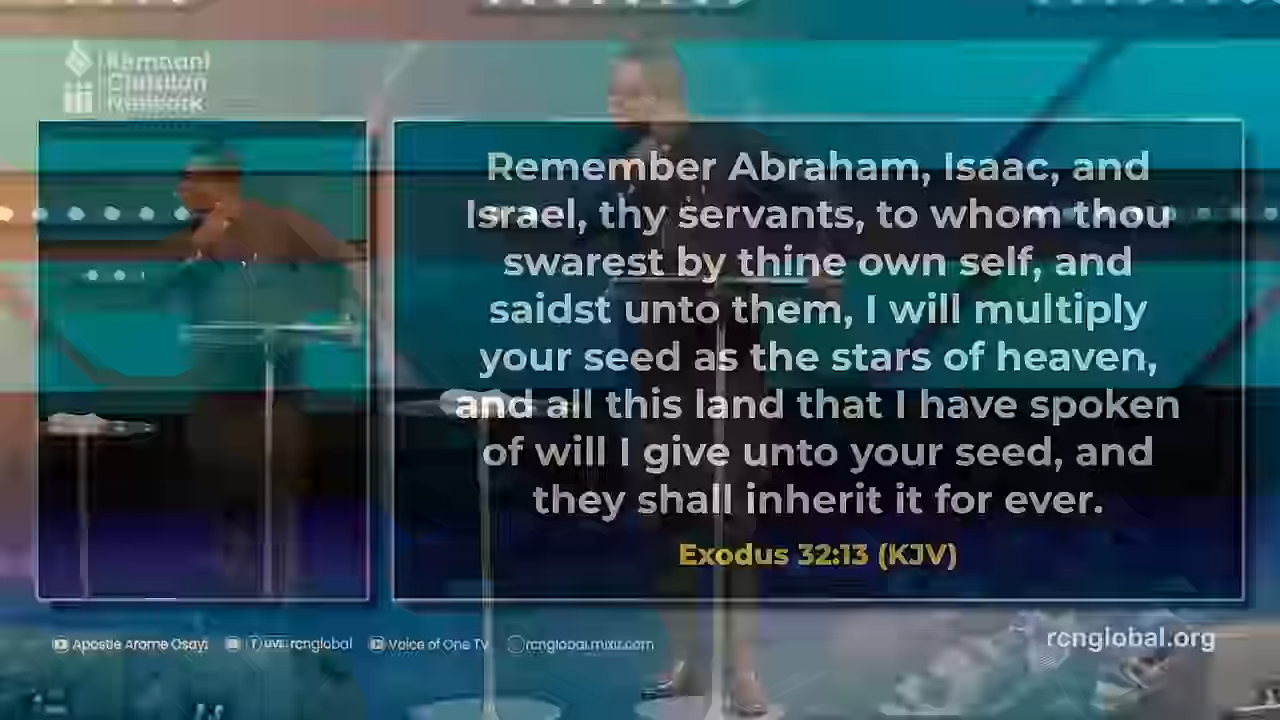 Remnant
Christian
Network
Remember Abraham, Isaac, and
Israel, thy servants, to whom thou
swarest by thine own self, and
saidst unto them, I will multiply
your seed as the stars of heaven,
and all this land that I have spoken
of will I give unto your seed, and
they shall inherit it for ever.
Exodus 32:13 (KJV)
Apostle Arome Osayi LIVE: rcnglobal Voice of One TV rcnglobal.mixlr.com rcnglobal.org